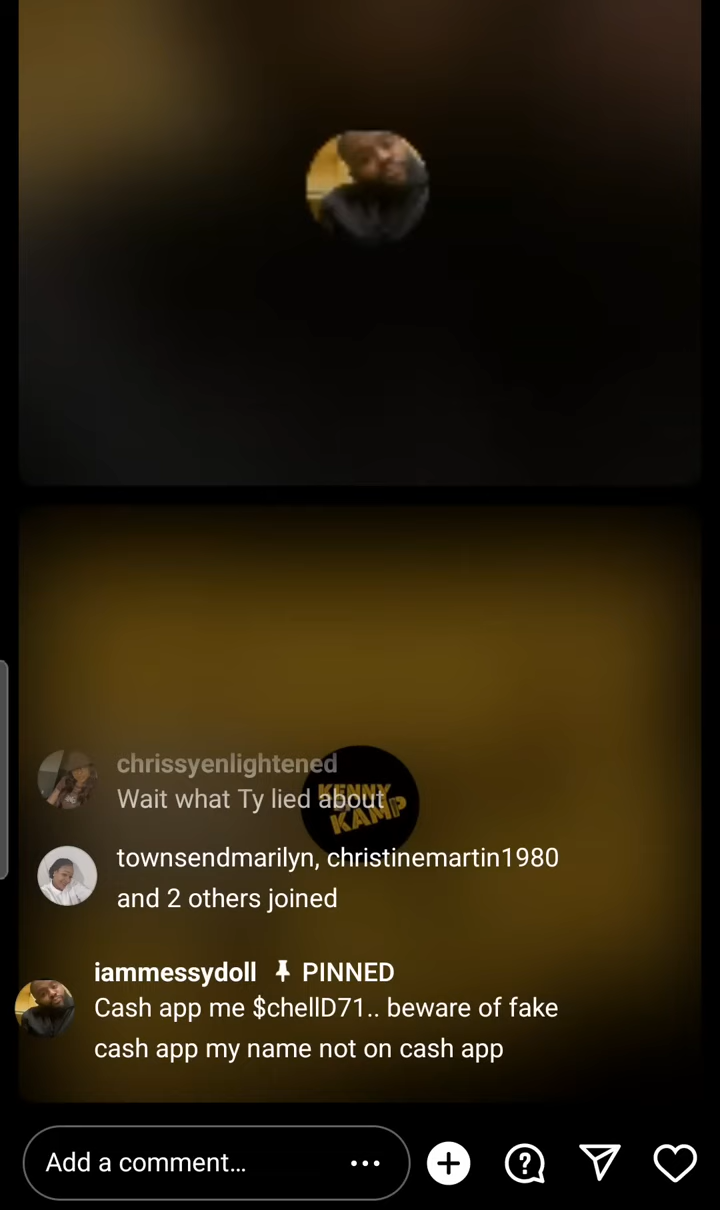 chrissyenlightened
Wait what Ty lied about
KENNY
KAMP
townsendmarilyn, christinemartin1980
and 2 others joined
iammessydoll PINNED
Cash app me $chellD71.. beware of fake
cash app my name not on cash app
Add a comment...